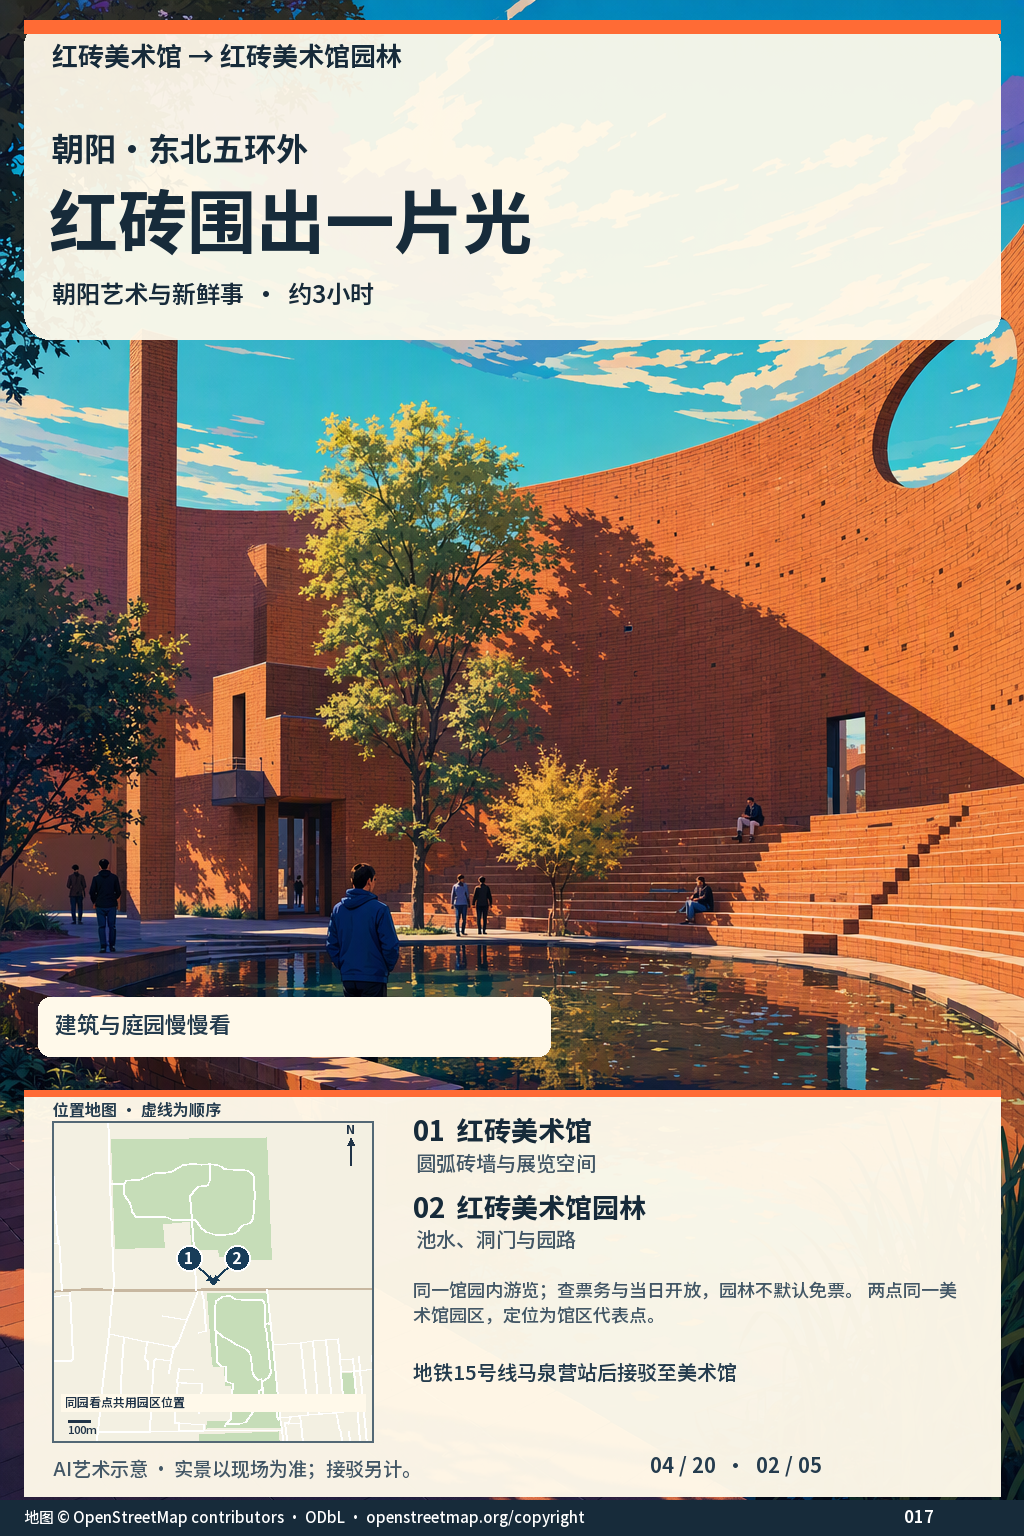 红砖美术馆 → 红砖美术馆园林
朝阳·东北五环外
红砖围出一片光
朝阳艺术与新鲜事 · 约3小时
建筑与庭园慢慢看
位置地图 · 虚线为顺序
N
1 2
同园看点共用园区位置
100m
01 红砖美术馆
圆弧砖墙与展览空间
02 红砖美术馆园林
池水、洞门与园路
同一馆园内游览；查票务与当日开放，园林不默认免票。 两点同一美
术馆园区，定位为馆区代表点。
地铁15号线马泉营站后接驳至美术馆
AI艺术示意 · 实景以现场为准；接驳另计。
04 / 20 · 02 / 05
地图 © OpenStreetMap contributors · ODbL · openstreetmap.org/copyright
017